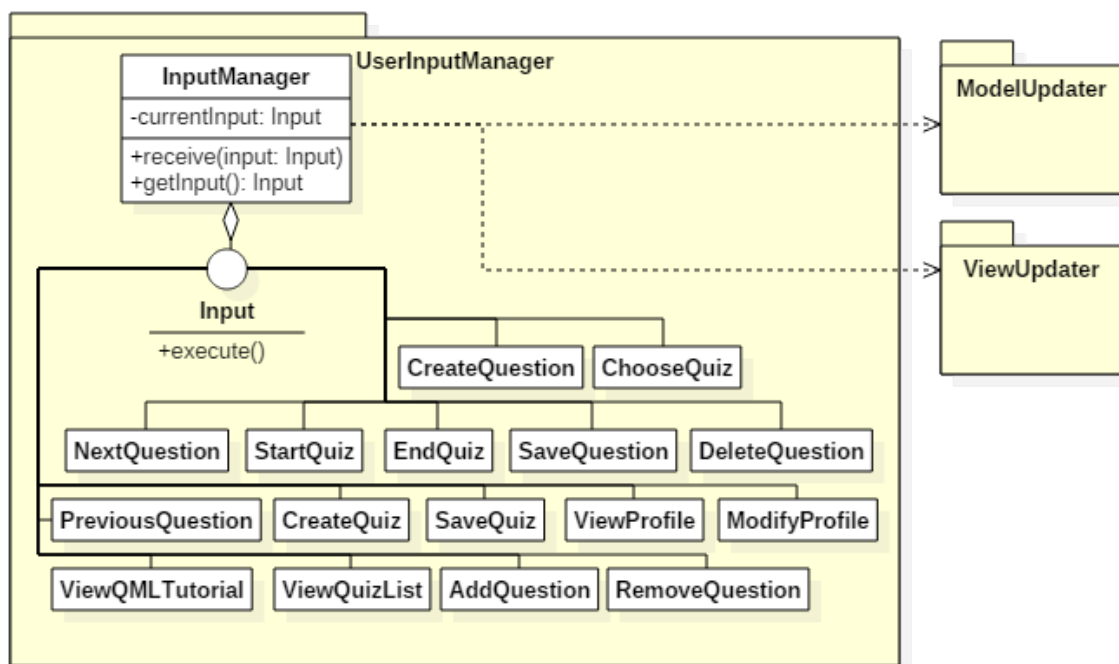 UserInputManager
InputManager
-currentInput: Input
+receive(input: Input)
+getInput(): Input
ModelUpdater
ViewUpdater
Input
+execute()
CreateQuestion
ChooseQuiz
NextQuestion
StartQuiz
EndQuiz
SaveQuestion
DeleteQuestion
PreviousQuestion
CreateQuiz
SaveQuiz
ViewProfile
ModifyProfile
ViewQMLTutorial
ViewQuizList
AddQuestion
RemoveQuestion